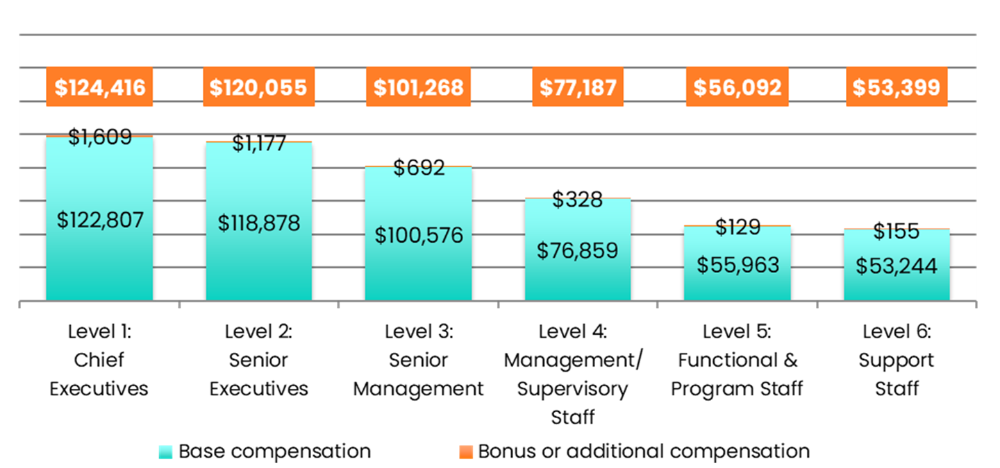 $124,416 $120,055 $101,268 $77,187 $56,092 $53,399
$1,609 $1,177 $692 $328 $129 $155
$122,807 $118,878 $100,576 $76,859 $55,963 $53,244
Level 1:
Chief
Executives
Level 2:
Senior
Executives
Level 3:
Senior
Management
Level 4:
Management/
Supervisory
Staff
Level 5:
Functional &
Program Staff
Level 6:
Support
Staff
Base compensation
Bonus or additional compensation